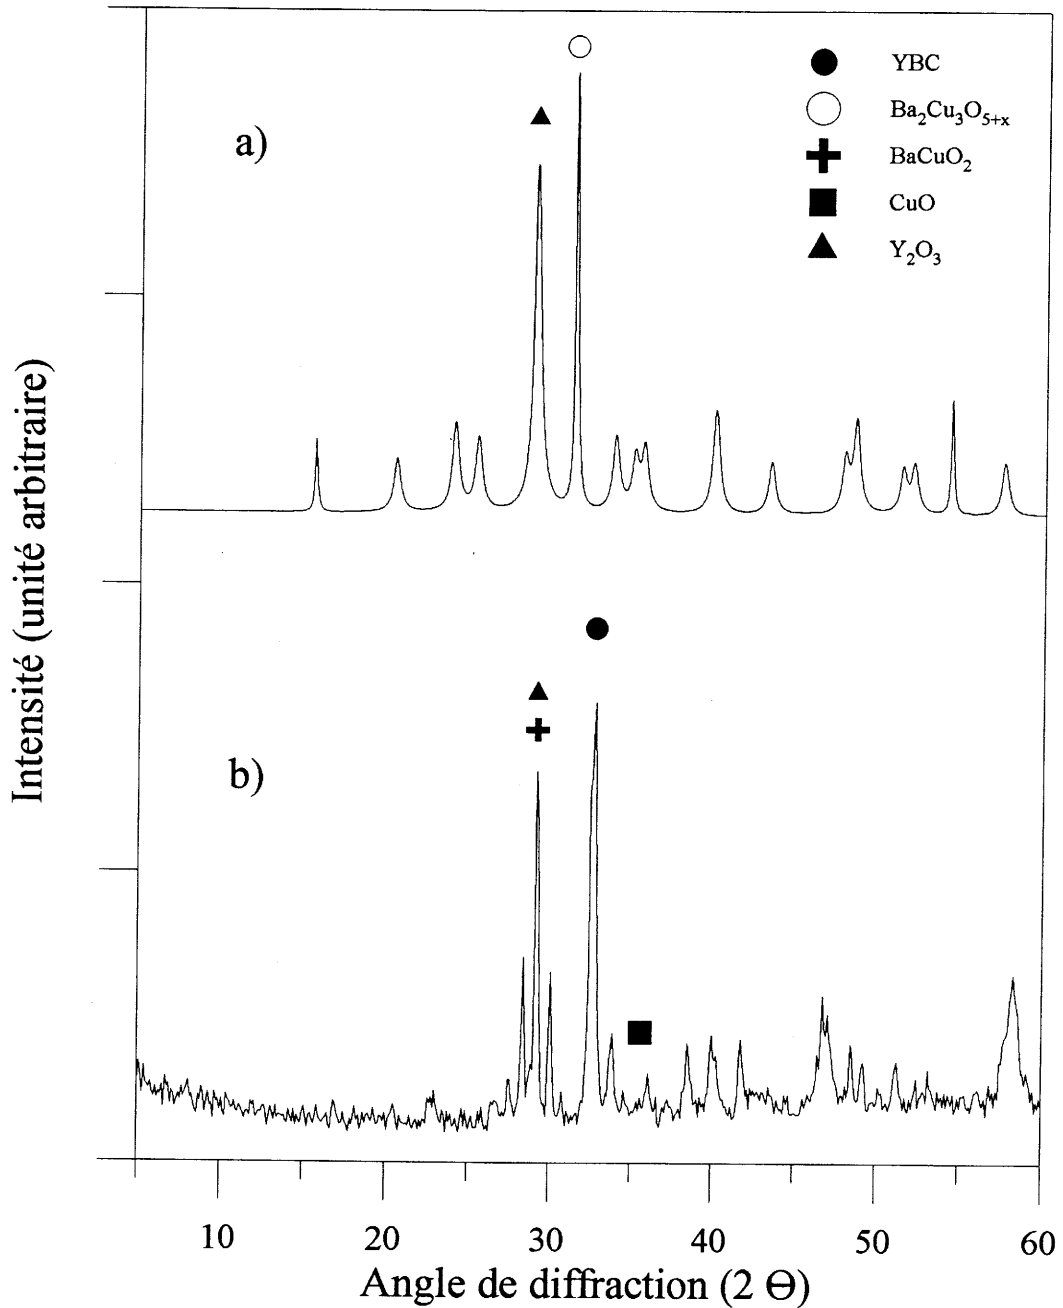 YBC
Ba₂Cu₃O₅₊ₓ
BaCuO₂
CuO
Y₂O₃
a)
b)
Intensité (unité arbitraire)
10 20 30 40 50 60
Angle de diffraction (2 Θ)